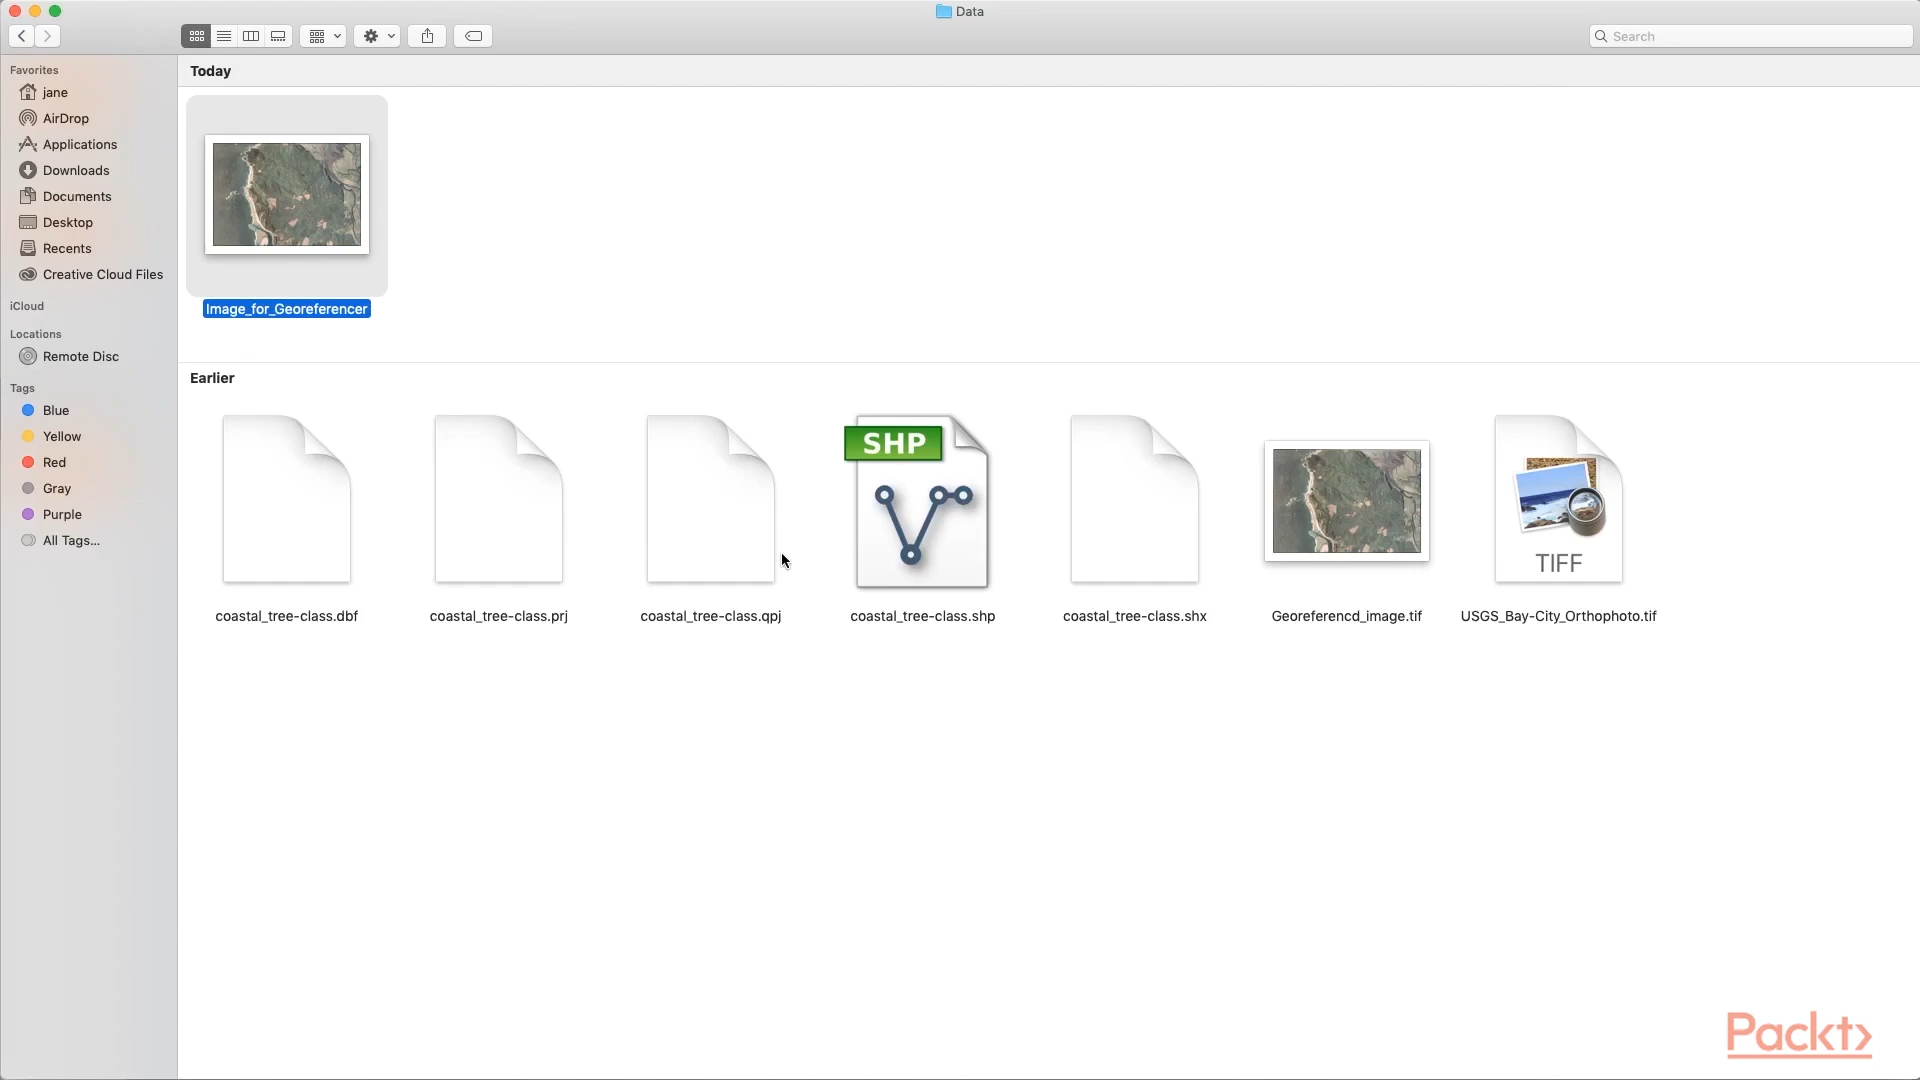 Data
Search
Favorites
jane
AirDrop
Applications
Downloads
Documents
Desktop
Recents
Creative Cloud Files
iCloud
Locations
Remote Disc
Tags
Blue
Yellow
Red
Gray
Purple
All Tags...
Today
Image_for_Georeferencer
Earlier
SHP
TIFF
coastal_tree-class.dbf
coastal_tree-class.prj
coastal_tree-class.qpj
coastal_tree-class.shp
coastal_tree-class.shx
Georeferencd_image.tif
USGS_Bay-City_Orthophoto.tif
Packt>